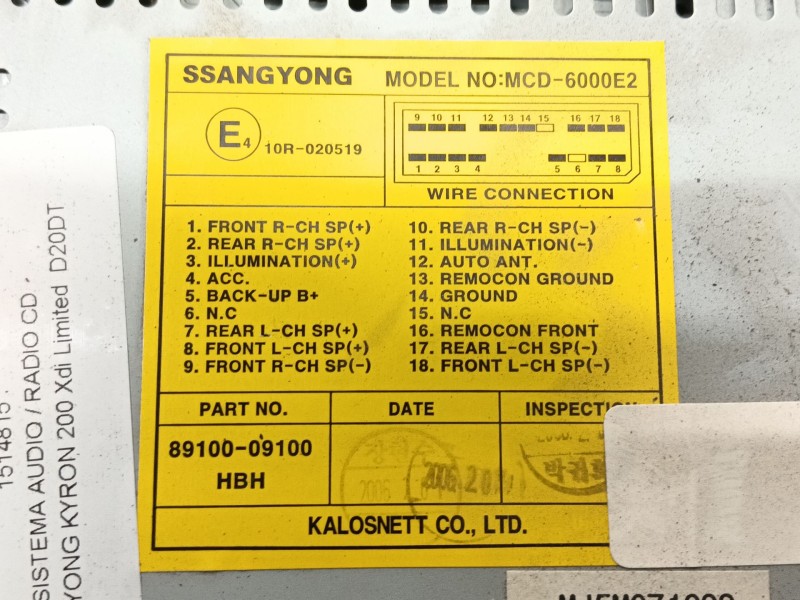 SSANGYONG MODEL NO:MCD-6000E2
E4 10R-020519
9 10 11 12 13 14 15 16 17 18
1 2 3 4 5 6 7 8
WIRE CONNECTION
1. FRONT R-CH SP(+)
2. REAR R-CH SP(+)
3. ILLUMINATION(+)
4. ACC.
5. BACK-UP B+
6. N.C
7. REAR L-CH SP(+)
8. FRONT L-CH SP(+)
9. FRONT R-CH SP(-)
10. REAR R-CH SP(-)
11. ILLUMINATION(-)
12. AUTO ANT.
13. REMOCON GROUND
14. GROUND
15. N.C
16. REMOCON FRONT
17. REAR L-CH SP(-)
18. FRONT L-CH SP(-)
PART NO. DATE INSPECTION
89100-09100
HBH
2006
KALOSNETT CO., LTD.
1514815
SISTEMA AUDIO / RADIO CD
YONG KYRON 200 Xdi Limited D20DT